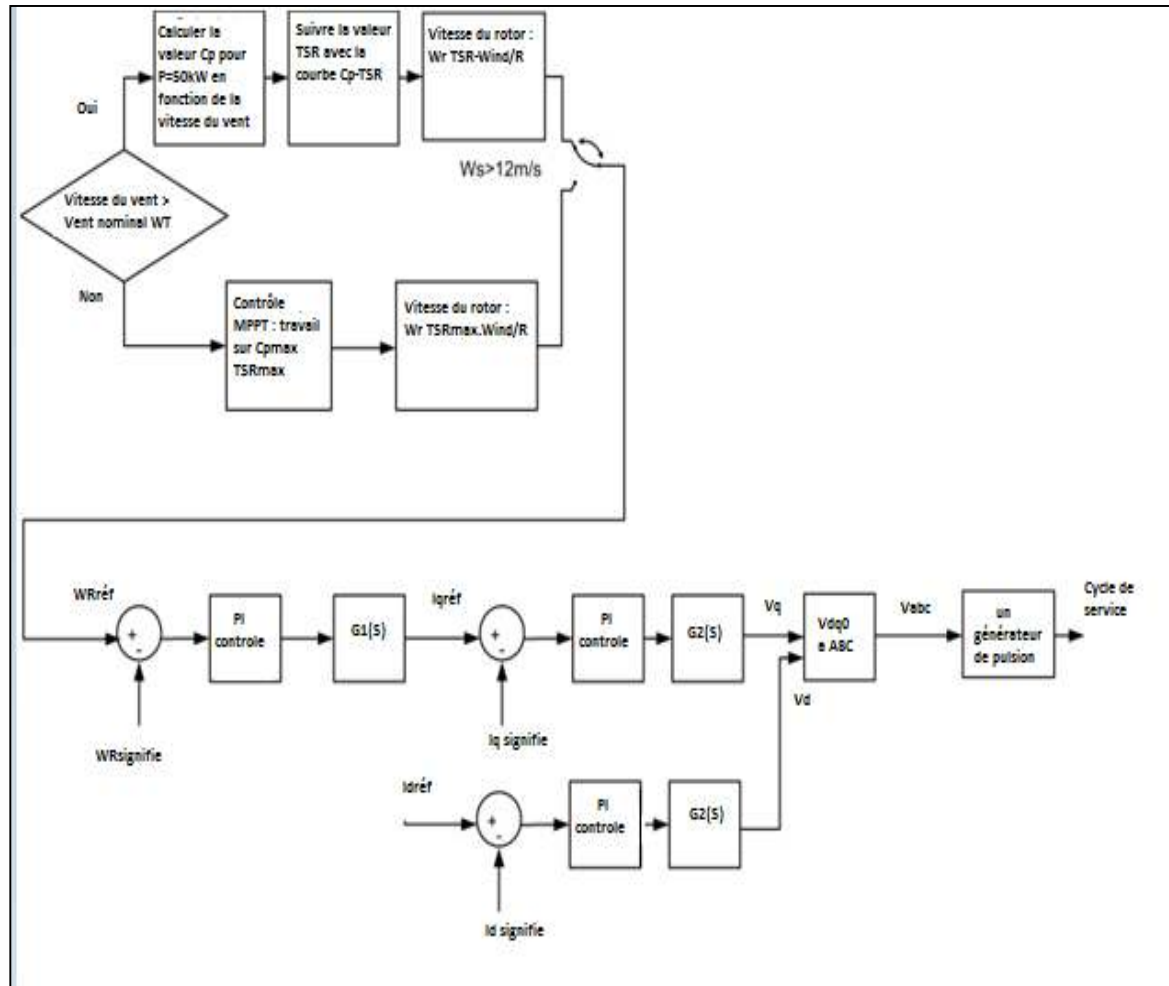 Calculer la
valeur Cp pour
P=50kW en
fonction de la
vitesse du vent
Suivre la valeur
TSR avec la
courbe Cp-TSR
Vitesse du rotor :
Wr TSR-Wind/R
Oui
Ws>12m/s
Vitesse du vent >
Vent nominal WT
Non
Contrôle
MPPT : travail
sur Cpmax
TSRmax
Vitesse du rotor :
Wr TSRmax.Wind/R
WRréf
+
-
PI
controle
G1(S)
Iqréf
+
-
PI
controle
G2(S)
Vq
Vdq0
a ABC
Vabc
un
générateur
de pulsion
Cycle de
service
Vd
WRsignifie
Iq signifie
Idréf
+
-
PI
controle
G2(S)
Id signifie